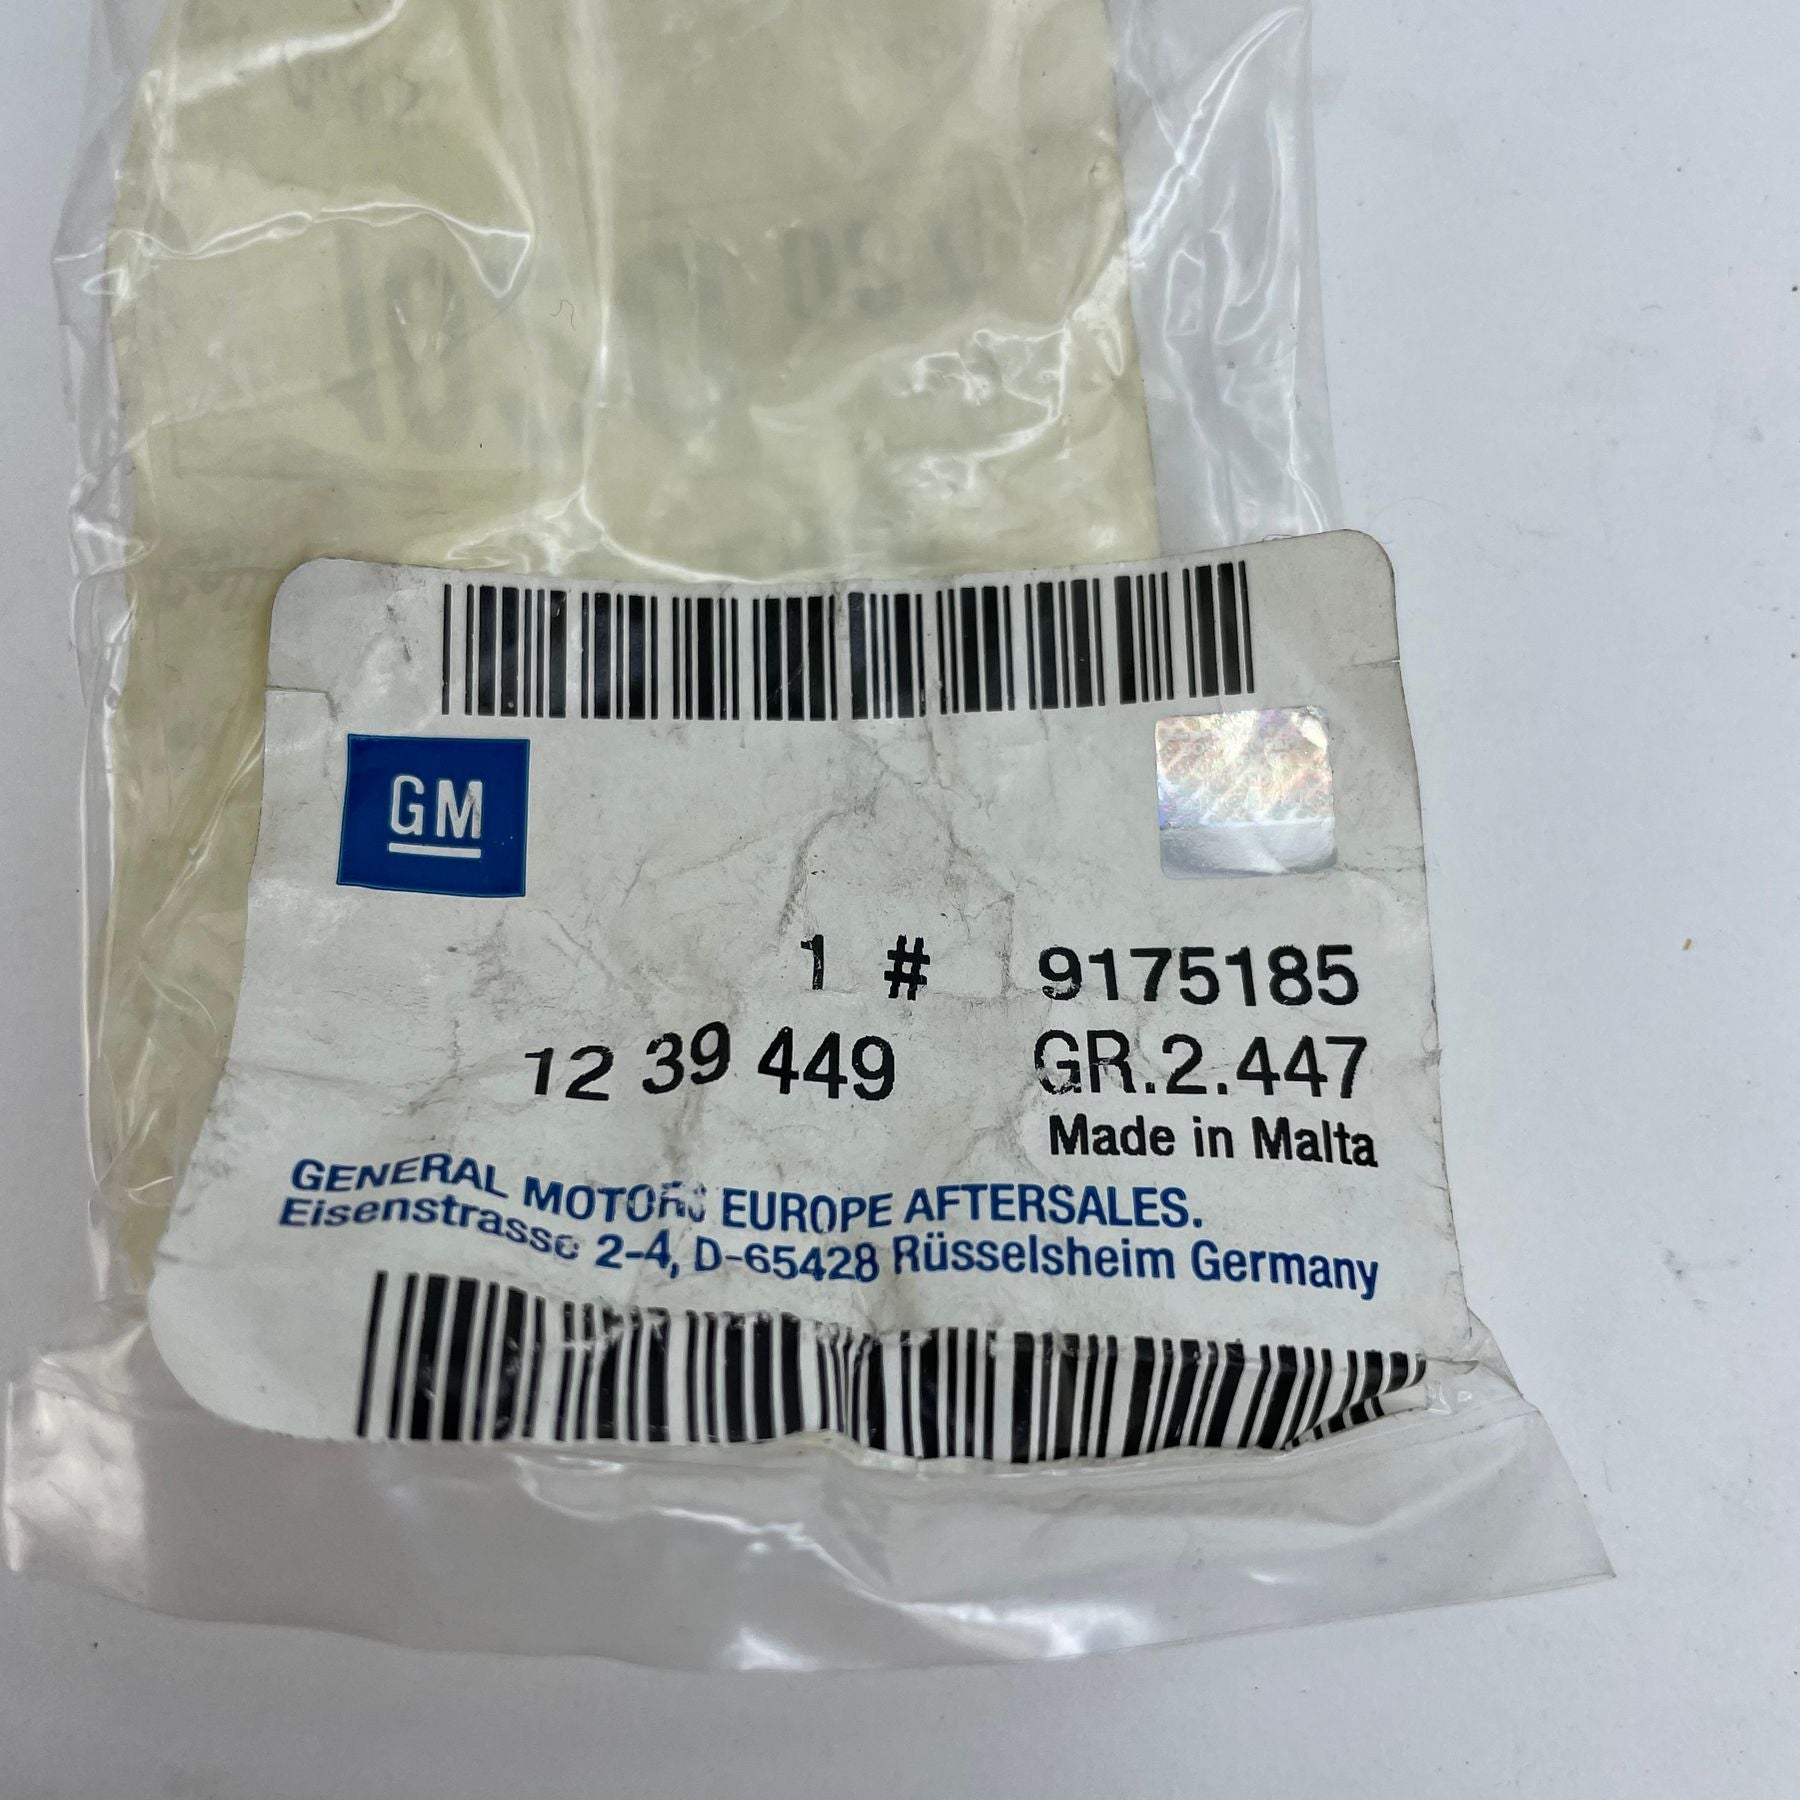 GM
1 # 9175185
12 39 449 GR.2.447
Made in Malta
GENERAL MOTORS EUROPE AFTERSALES.
Eisenstrasse 2-4, D-65428 Rüsselsheim Germany